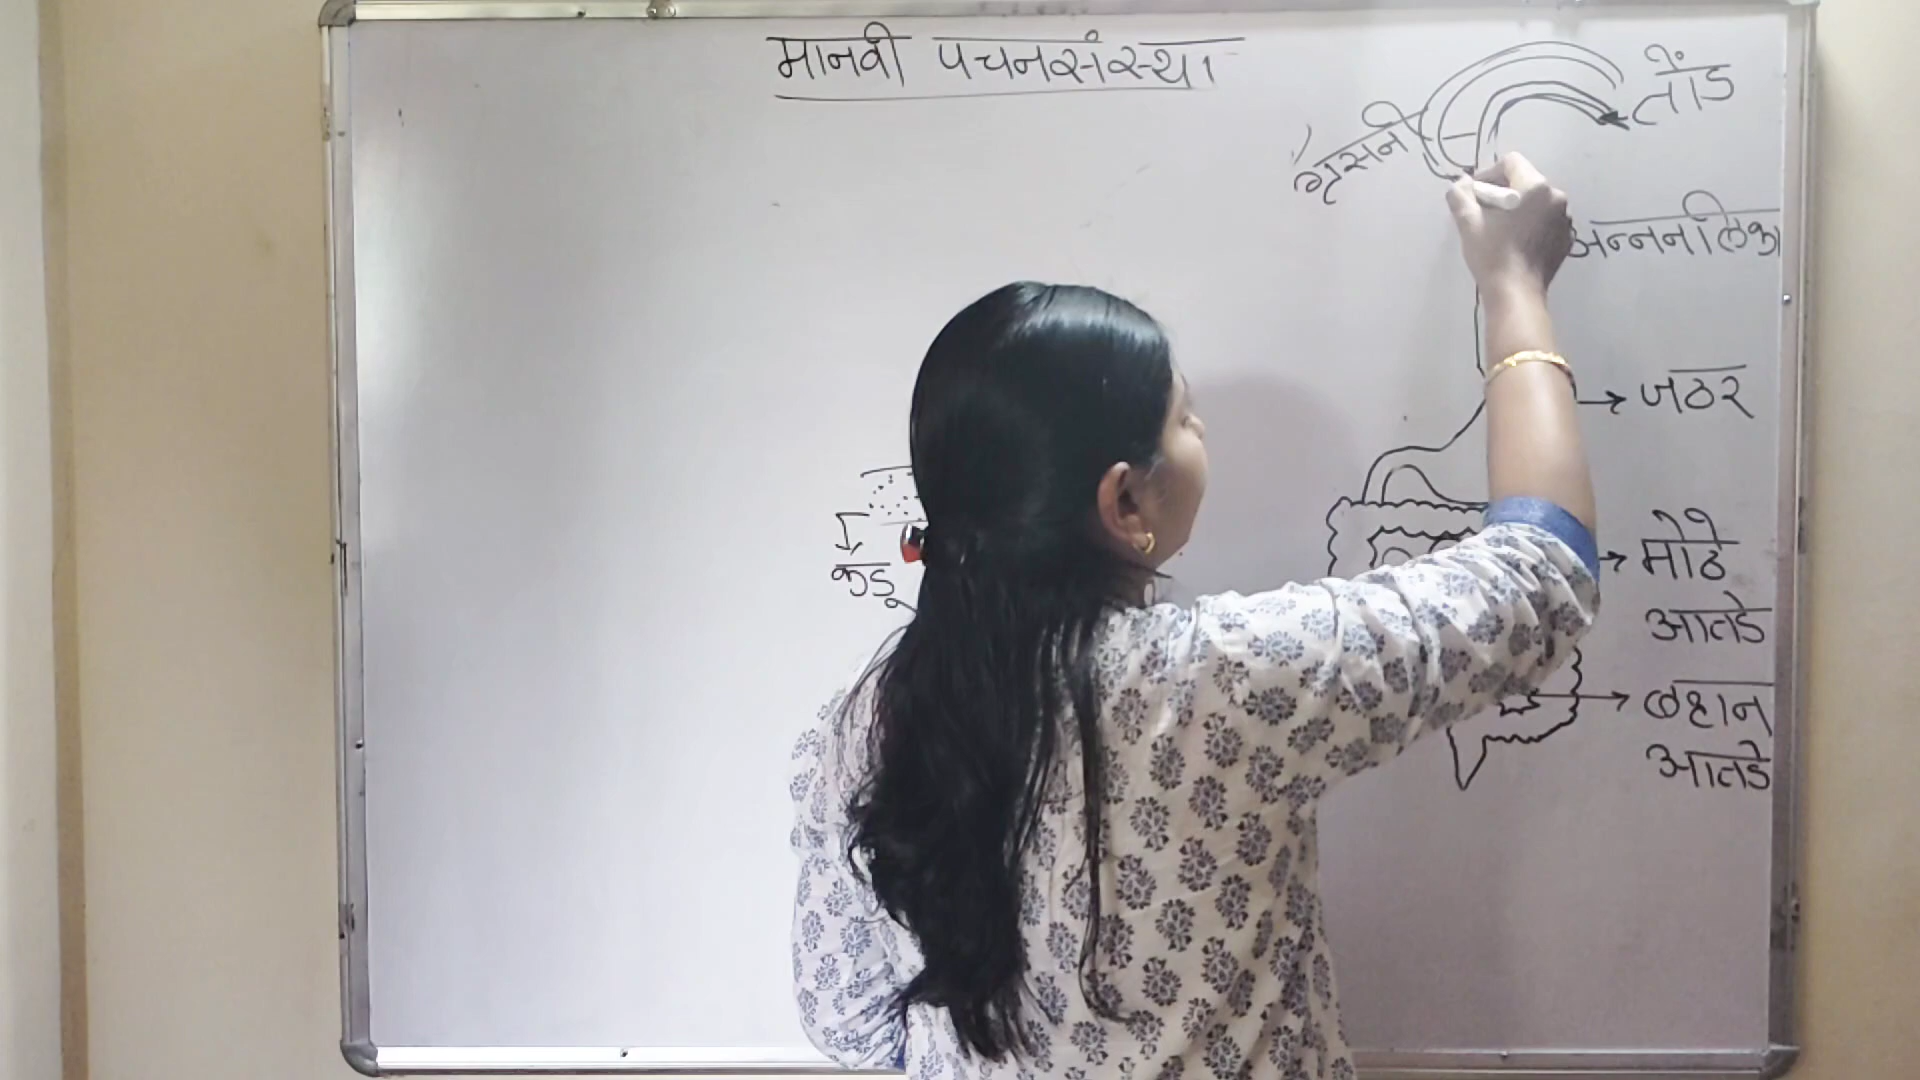 मानवी पचनसंस्था
तोंड
ग्रसनी
अन्ननलिका
जठर
मोठे
आतडे
लहान
आतडे
कडू